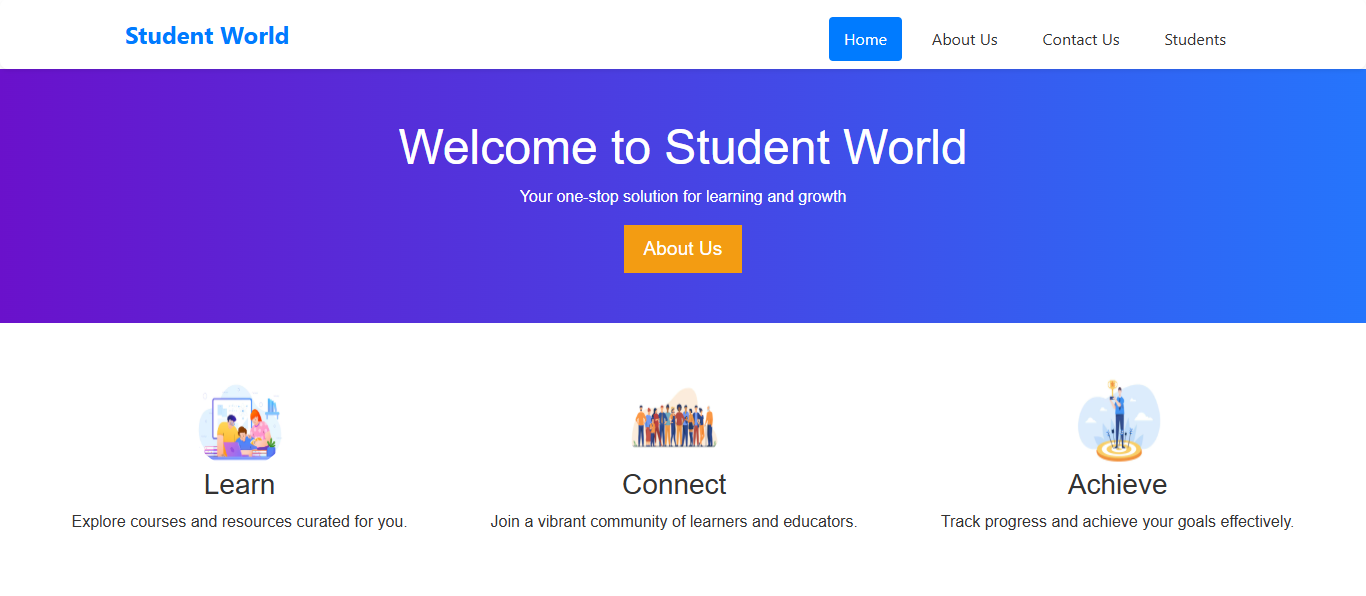 Student World
Home
About Us
Contact Us
Students
Welcome to Student World
Your one-stop solution for learning and growth
About Us
Learn
Explore courses and resources curated for you.
Connect
Join a vibrant community of learners and educators.
Achieve
Track progress and achieve your goals effectively.